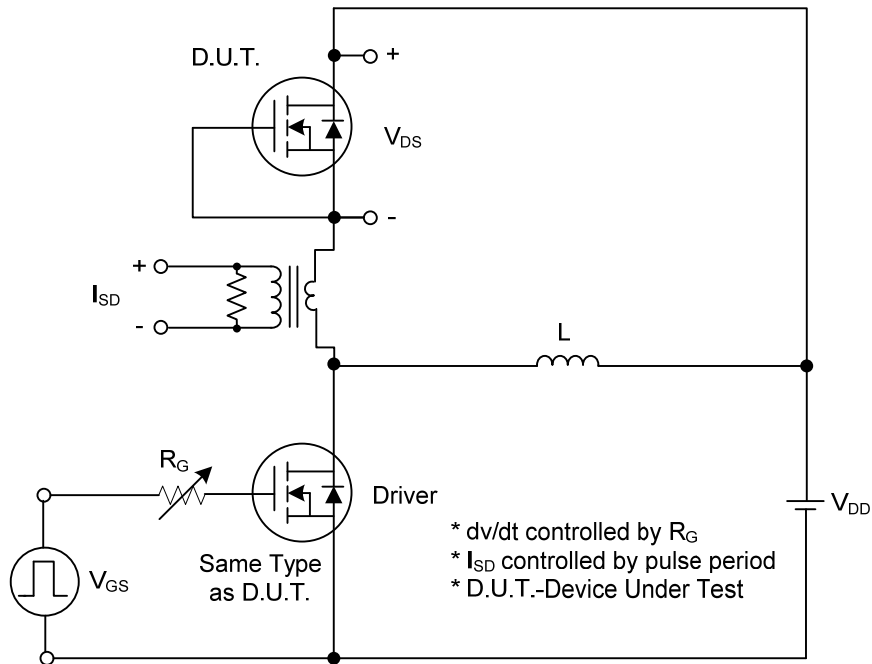 D.U.T.
+
VDS
-
+
ISD
-
L
RG
Driver
VDD
VGS
Same Type
as D.U.T.
* dv/dt controlled by RG
* ISD controlled by pulse period
* D.U.T.-Device Under Test